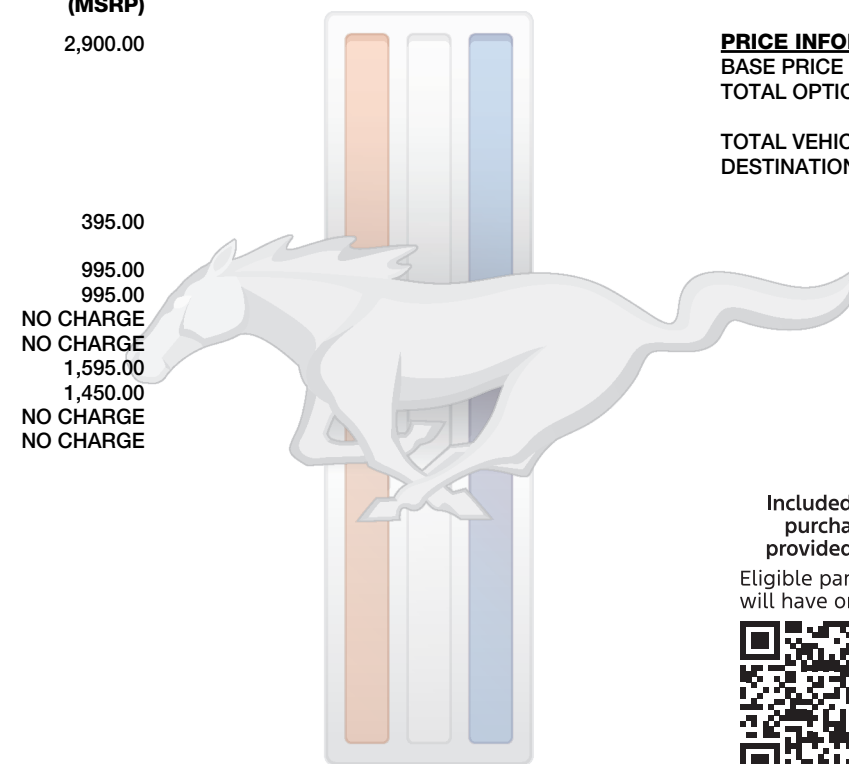 (MSRP)
2,900.00
395.00
995.00
995.00
NO CHARGE
NO CHARGE
1,595.00
1,450.00
NO CHARGE
NO CHARGE
PRICE INFO
BASE PRICE
TOTAL OPTIO
TOTAL VEHIC
DESTINATION
Included
purcha
provided
Eligible par
will have o